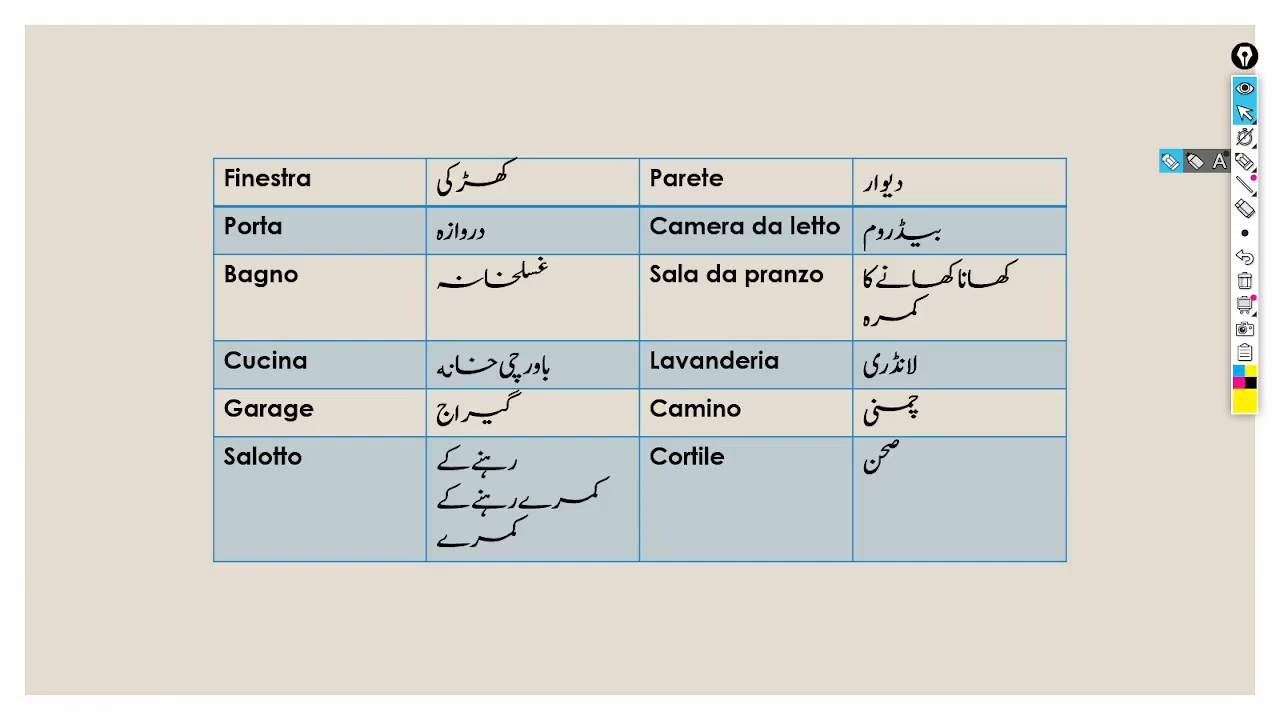 Finestra
کھڑکی
Parete
دیوار
Porta
دروازہ
Camera da letto
بیڈروم
Bagno
غسلخانہ
Sala da pranzo
کھانا کھانے کا
کمرہ
Cucina
باورچی خانہ
Lavanderia
لانڈری
Garage
گیراج
Camino
چمنی
Salotto
رہنے کے
کمرے رہنے کے
کمرے
Cortile
صحن
A